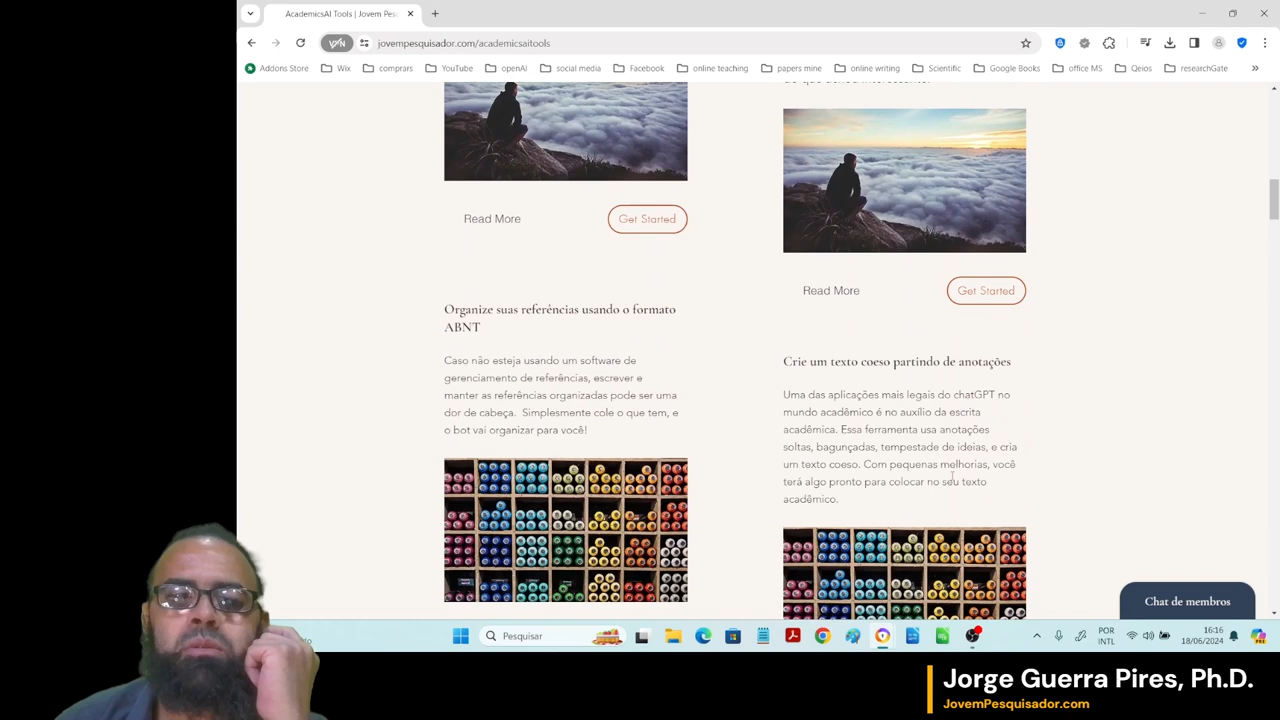 AcademicsAI Tools | Jovem Pes
jovempesquisador.com/academicsaitools
Addons Store
Wix
comprars
YouTube
openAI
social media
Facebook
online teaching
papers mine
online writing
Scientific
Google Books
office MS
Qeios
researchGate
Read More
Get Started
Organize suas referências usando o formato
ABNT
Caso não esteja usando um software de
gerenciamento de referências, escrever e
manter as referências organizadas pode ser uma
dor de cabeça. Simplesmente cole o que tem, e
o bot vai organizar para você!
Read More
Get Started
Crie um texto coeso partindo de anotações
Uma das aplicações mais legais do chatGPT no
mundo acadêmico é no auxílio da escrita
acadêmica. Essa ferramenta usa anotações
soltas, bagunçadas, tempestade de ideias, e cria
um texto coeso. Com pequenas melhorias, você
terá algo pronto para colocar no seu texto
acadêmico.
Chat de membros
Pesquisar
POR
INTL
16:16
18/06/2024
Jorge Guerra Pires, Ph.D.
JovemPesquisador.com